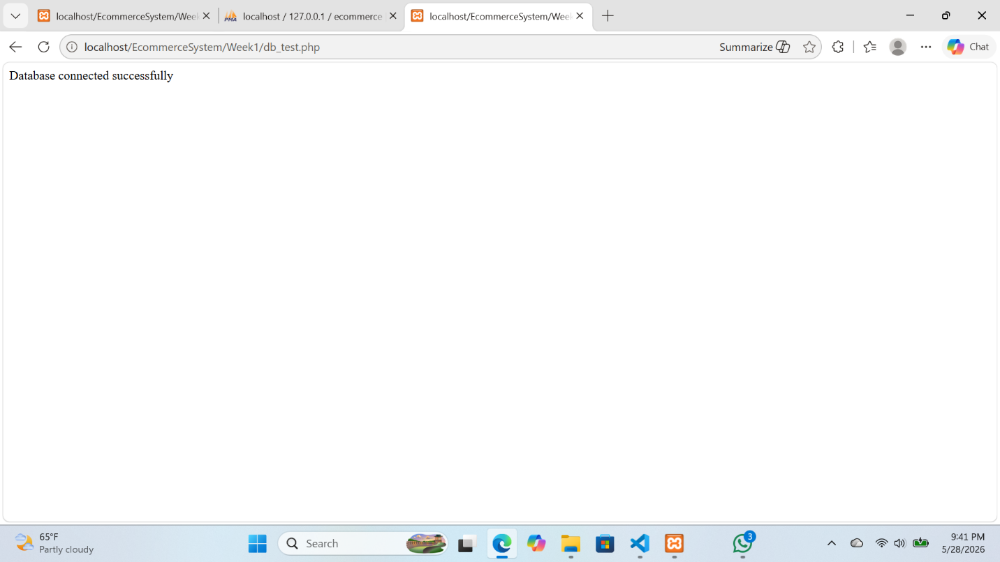 localhost/EcommerceSystem/Week
localhost / 127.0.0.1 / ecommerce
localhost/EcommerceSystem/Week
localhost/EcommerceSystem/Week1/db_test.php
Summarize
Chat
Database connected successfully
65°F
Partly cloudy
Search
3
9:41 PM
5/28/2026